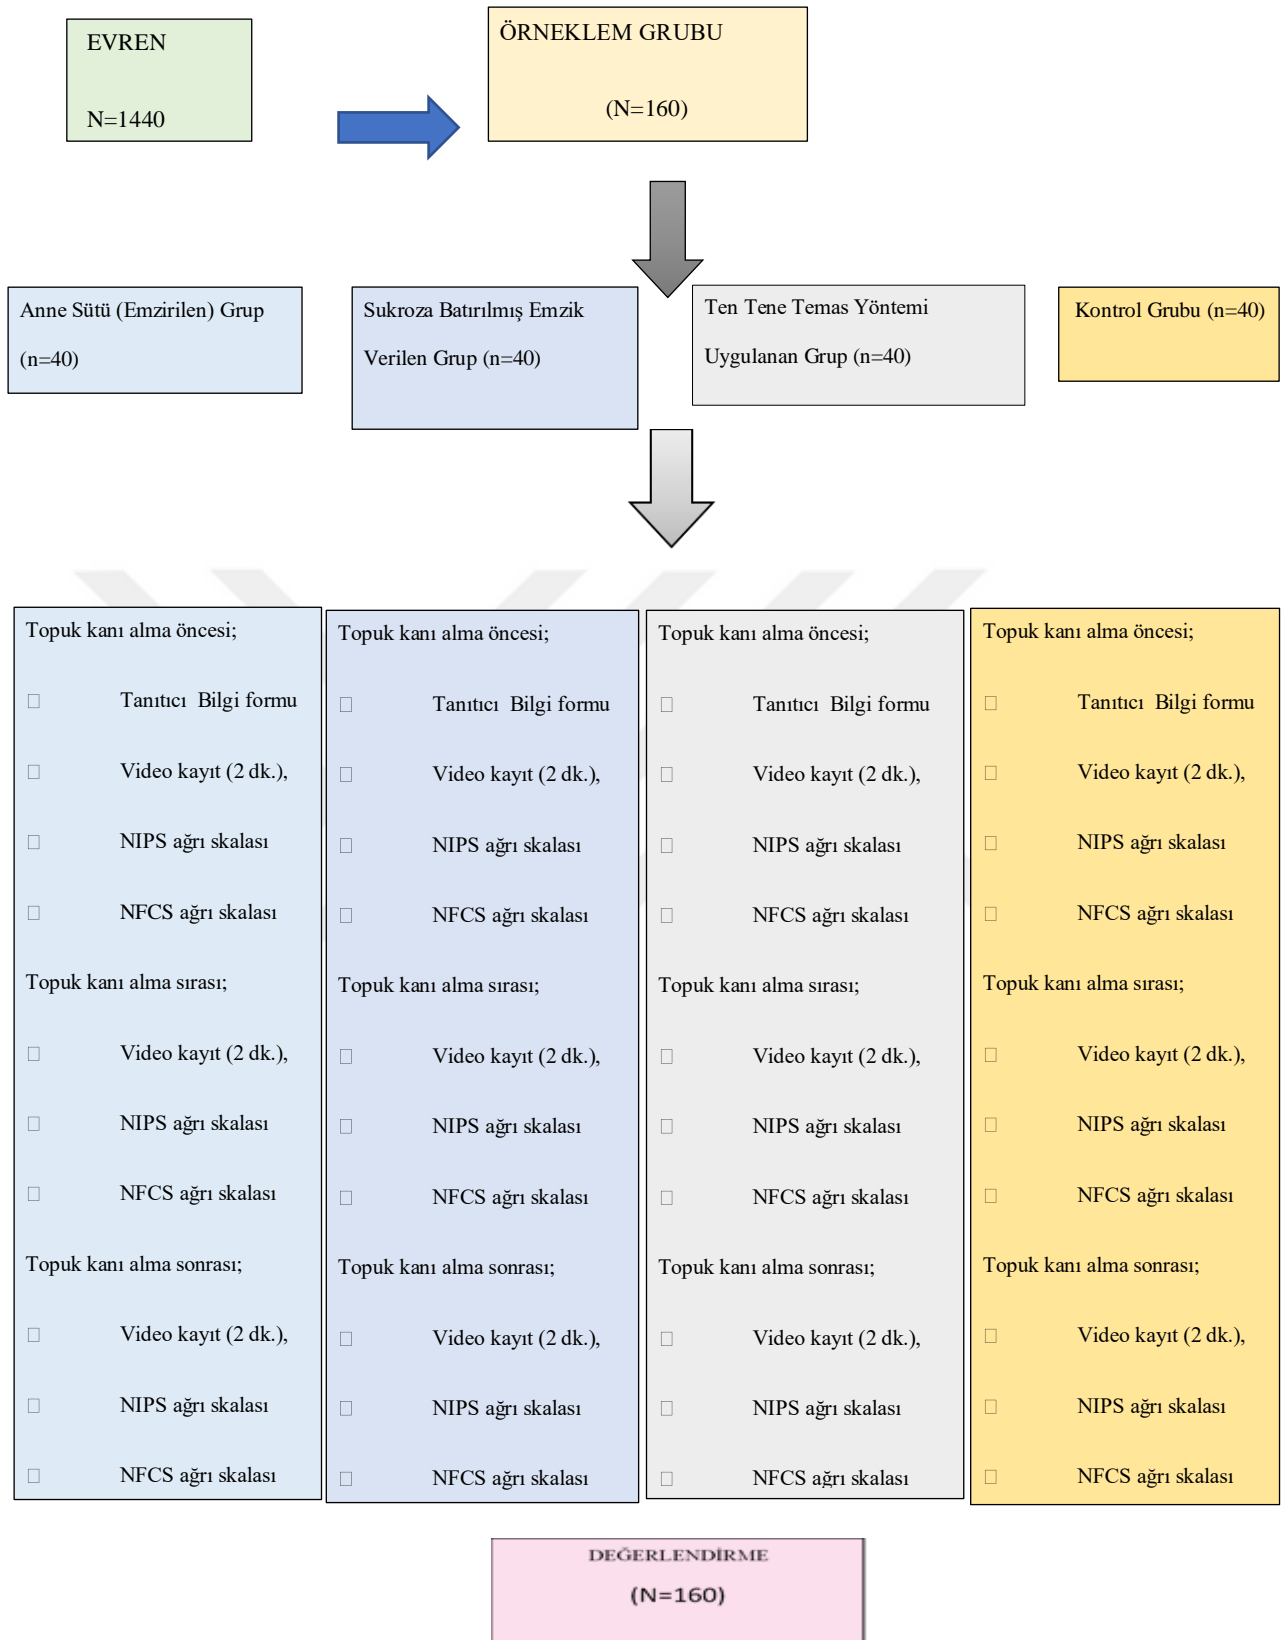 EVREN
N=1440
ÖRNEKLEM GRUBU
(N=160)
Anne Sütü (Emzirilen) Grup
(n=40)
Sukroza Batırılmış Emzik
Verilen Grup (n=40)
Ten Tene Temas Yöntemi
Uygulanan Grup (n=40)
Kontrol Grubu (n=40)
Topuk kanı alma öncesi;
Tanıtıcı Bilgi formu
Video kayıt (2 dk.),
NIPS ağrı skalası
NFCS ağrı skalası
Topuk kanı alma sırası;
Video kayıt (2 dk.),
NIPS ağrı skalası
NFCS ağrı skalası
Topuk kanı alma sonrası;
Video kayıt (2 dk.),
NIPS ağrı skalası
NFCS ağrı skalası
Topuk kanı alma öncesi;
Tanıtıcı Bilgi formu
Video kayıt (2 dk.),
NIPS ağrı skalası
NFCS ağrı skalası
Topuk kanı alma sırası;
Video kayıt (2 dk.),
NIPS ağrı skalası
NFCS ağrı skalası
Topuk kanı alma sonrası;
Video kayıt (2 dk.),
NIPS ağrı skalası
NFCS ağrı skalası
Topuk kanı alma öncesi;
Tanıtıcı Bilgi formu
Video kayıt (2 dk.),
NIPS ağrı skalası
NFCS ağrı skalası
Topuk kanı alma sırası;
Video kayıt (2 dk.),
NIPS ağrı skalası
NFCS ağrı skalası
Topuk kanı alma sonrası;
Video kayıt (2 dk.),
NIPS ağrı skalası
NFCS ağrı skalası
Topuk kanı alma öncesi;
Tanıtıcı Bilgi formu
Video kayıt (2 dk.),
NIPS ağrı skalası
NFCS ağrı skalası
Topuk kanı alma sırası;
Video kayıt (2 dk.),
NIPS ağrı skalası
NFCS ağrı skalası
Topuk kanı alma sonrası;
Video kayıt (2 dk.),
NIPS ağrı skalası
NFCS ağrı skalası
DEĞERLENDİRME
(N=160)